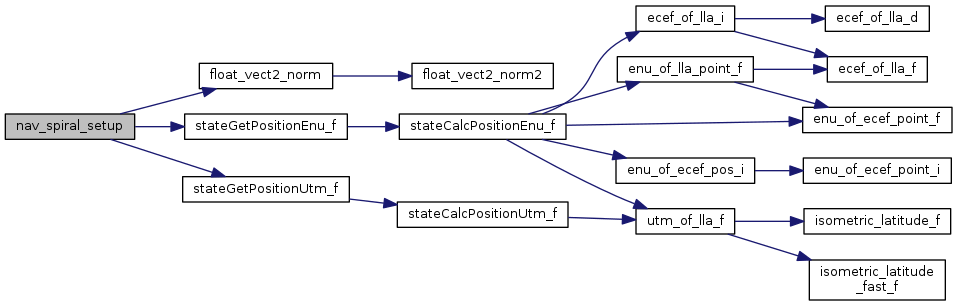 nav_spiral_setup
float_vect2_norm
float_vect2_norm2
stateGetPositionEnu_f
stateCalcPositionEnu_f
stateGetPositionUtm_f
stateCalcPositionUtm_f
ecef_of_lla_i
ecef_of_lla_d
enu_of_lla_point_f
ecef_of_lla_f
enu_of_ecef_point_f
enu_of_ecef_pos_i
enu_of_ecef_point_i
utm_of_lla_f
isometric_latitude_f
isometric_latitude
_fast_f